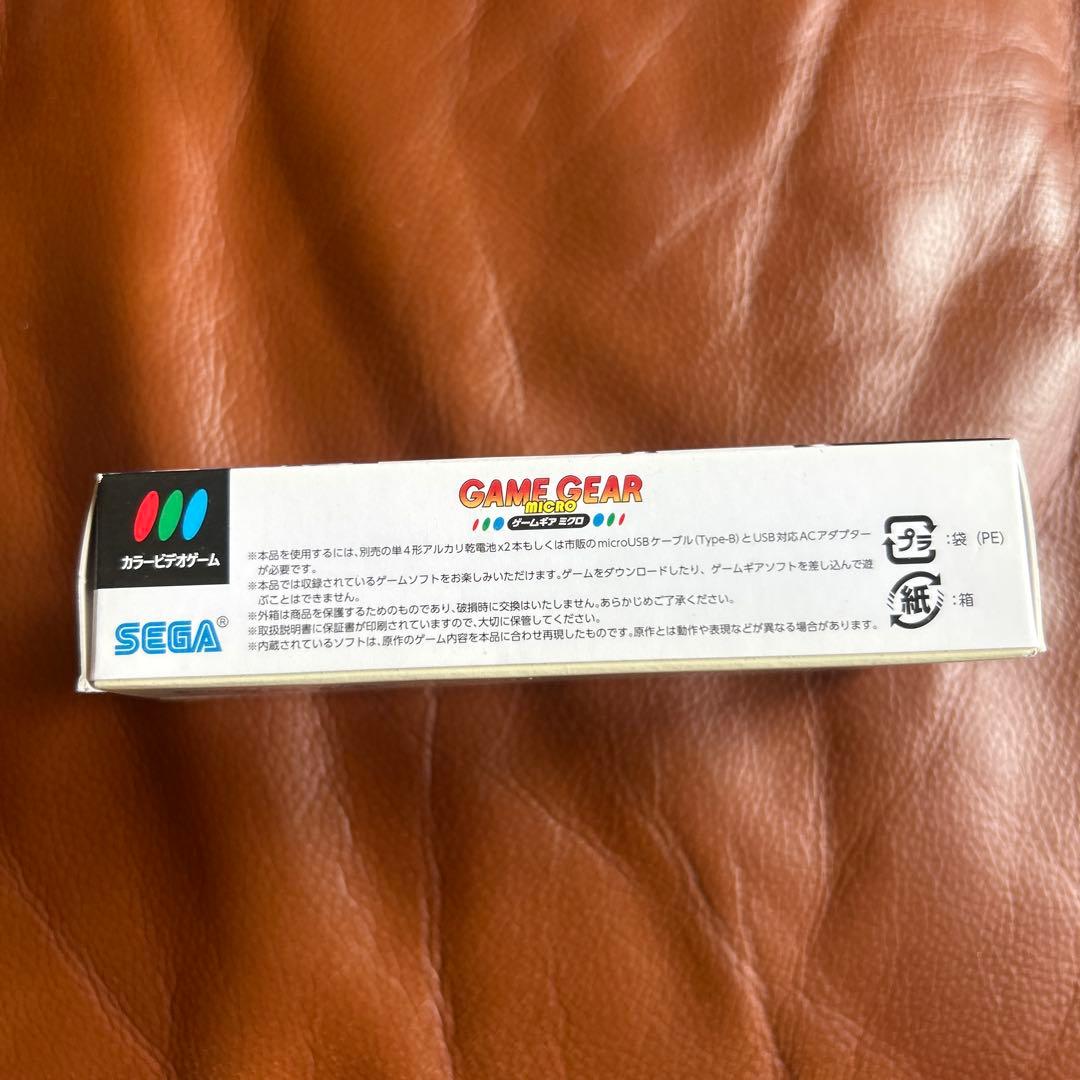 カラービデオゲーム
SEGA®
GAME GEAR
MICRO
ゲームギアミクロ
※本品を使用するには、別売の単4形アルカリ乾電池x2本もしくは市販のmicroUSBケーブル(Type-B)とUSB対応ACアダプター
が必要です。
※本品では収録されているゲームソフトをお楽しみいただけます。ゲームをダウンロードしたり、ゲームギアソフトを差し込んで遊
ぶことはできません。
※外箱は商品を保護するためのものであり、破損時に交換はいたしません。あらかじめご了承ください。
※取扱説明書に保証書が印刷されていますので、大切に保管してください。
※内蔵されているソフトは、原作のゲーム内容を本品に合わせ再現したものです。原作とは動作や表現などが異なる場合があります。
プラ :袋 (PE)
紙 :箱